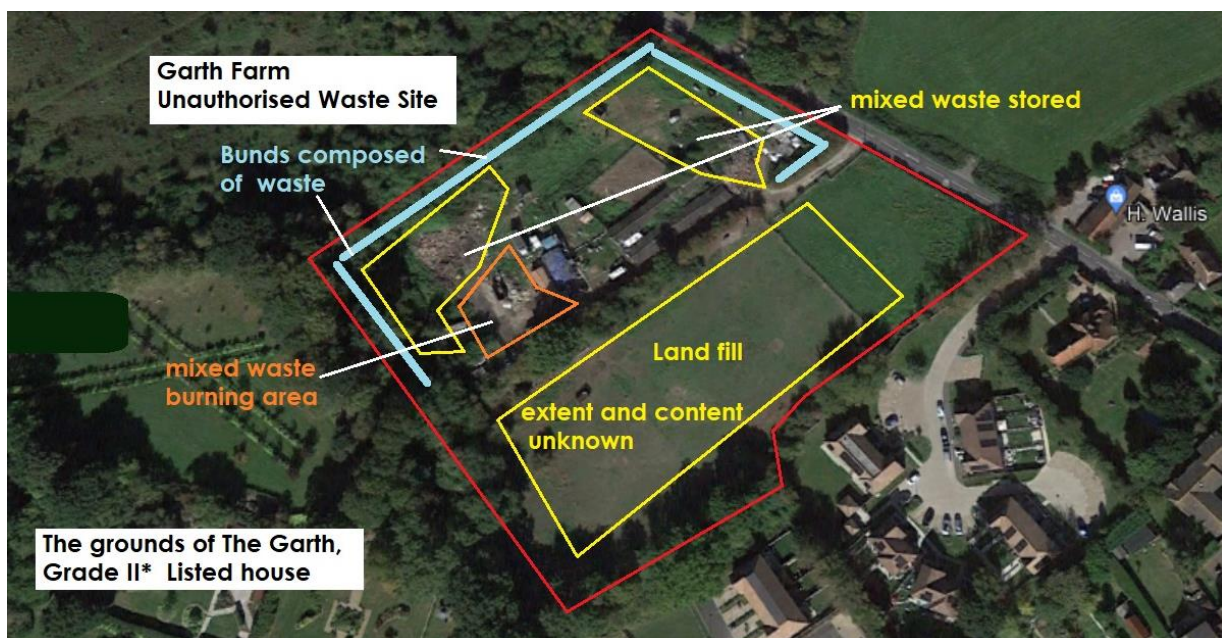 Garth Farm
Unauthorised Waste Site
mixed waste stored
Bunds composed
of waste
H. Wallis
Land fill
mixed waste
burning area
extent and content
unknown
The grounds of The Garth,
Grade II* Listed house